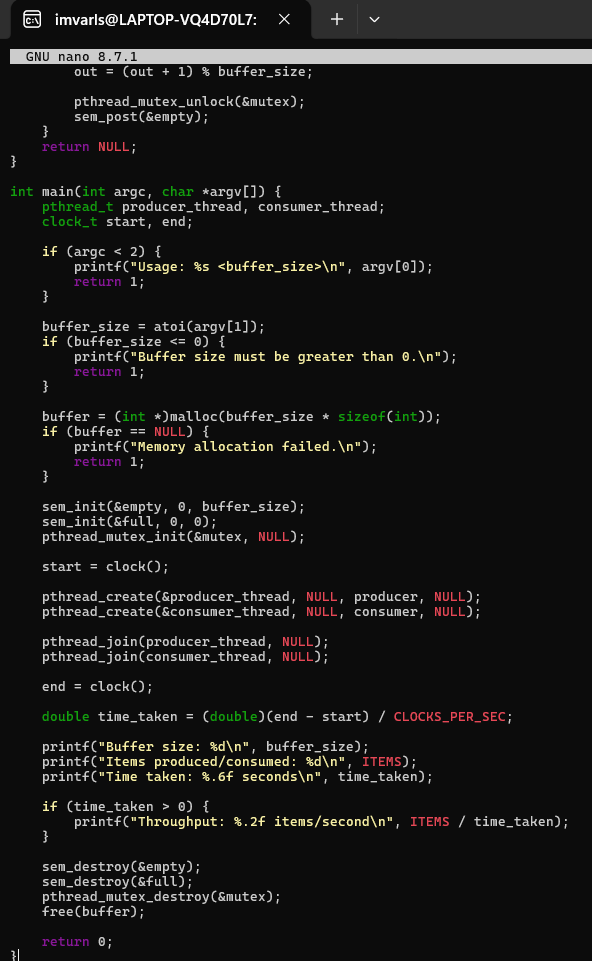 imvarls@LAPTOP-VQ4D70L7:
GNU nano 8.7.1
        out = (out + 1) % buffer_size;

        pthread_mutex_unlock(&mutex);
        sem_post(&empty);
    }
    return NULL;
}

int main(int argc, char *argv[]) {
    pthread_t producer_thread, consumer_thread;
    clock_t start, end;

    if (argc < 2) {
        printf("Usage: %s <buffer_size>\n", argv[0]);
        return 1;
    }

    buffer_size = atoi(argv[1]);
    if (buffer_size <= 0) {
        printf("Buffer size must be greater than 0.\n");
        return 1;
    }

    buffer = (int *)malloc(buffer_size * sizeof(int));
    if (buffer == NULL) {
        printf("Memory allocation failed.\n");
        return 1;
    }

    sem_init(&empty, 0, buffer_size);
    sem_init(&full, 0, 0);
    pthread_mutex_init(&mutex, NULL);

    start = clock();

    pthread_create(&producer_thread, NULL, producer, NULL);
    pthread_create(&consumer_thread, NULL, consumer, NULL);

    pthread_join(producer_thread, NULL);
    pthread_join(consumer_thread, NULL);

    end = clock();

    double time_taken = (double)(end - start) / CLOCKS_PER_SEC;

    printf("Buffer size: %d\n", buffer_size);
    printf("Items produced/consumed: %d\n", ITEMS);
    printf("Time taken: %.6f seconds\n", time_taken);

    if (time_taken > 0) {
        printf("Throughput: %.2f items/second\n", ITEMS / time_taken);
    }

    sem_destroy(&empty);
    sem_destroy(&full);
    pthread_mutex_destroy(&mutex);
    free(buffer);

    return 0;
}